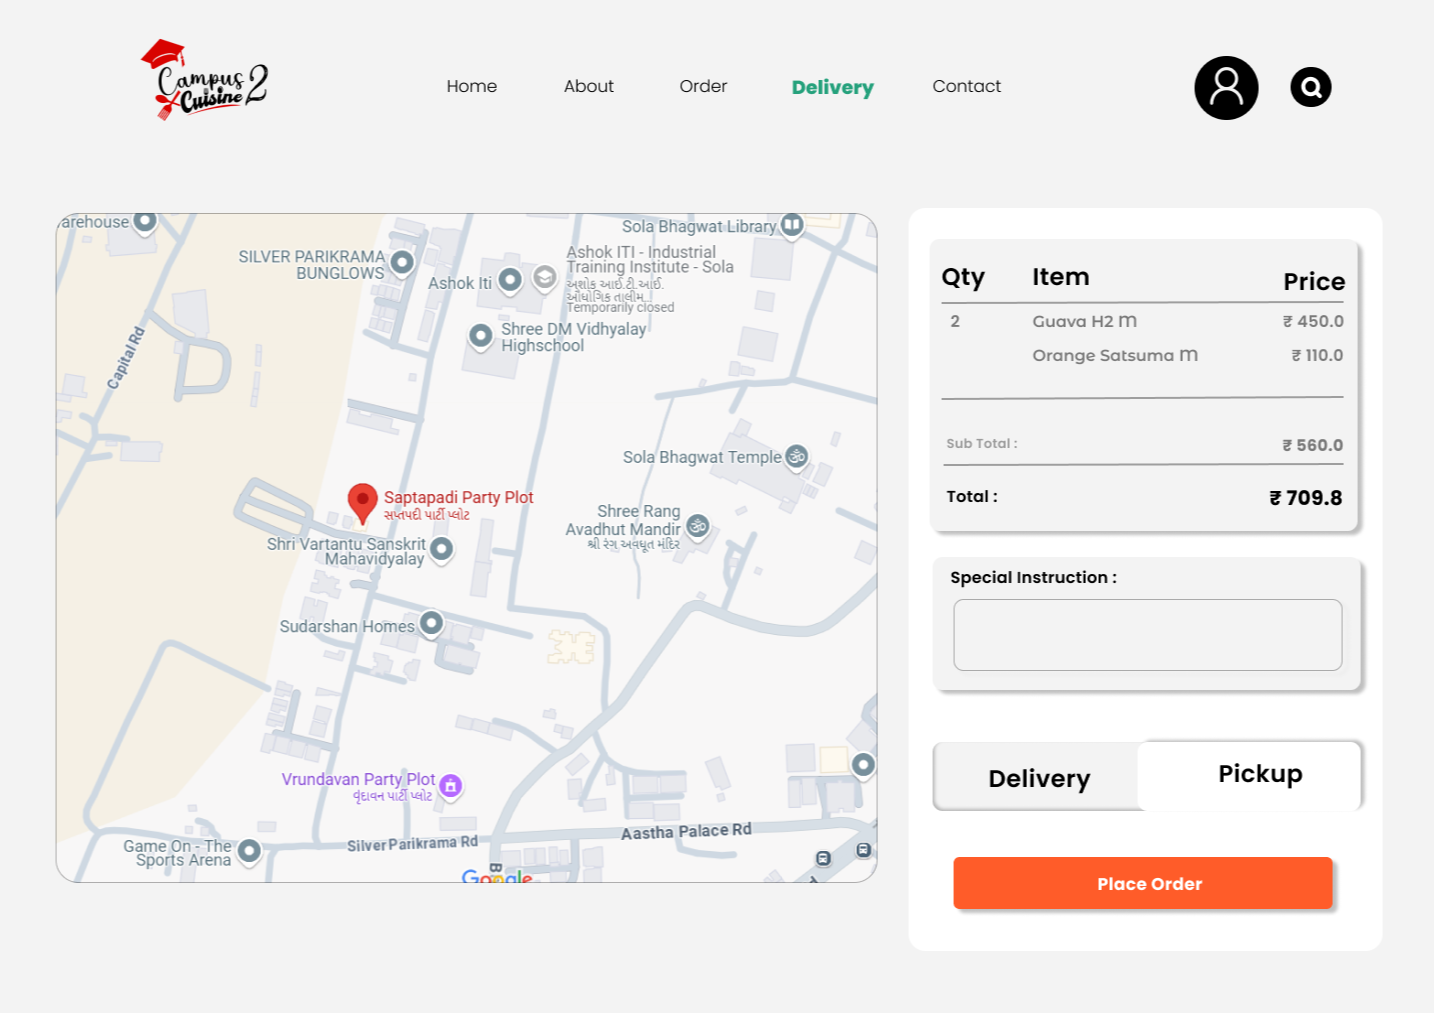 Campus 2
Cuisine
Home
About
Order
Delivery
Contact
arehouse
SILVER PARIKRAMA
BUNGLOWS
Ashok Iti
Sola Bhagwat Library
Ashok ITI - Industrial
Training Institute - Sola
અશોક આઈ.ટી.આઈ.
ઔધોગિક તાલીમ...
Temporarily closed
Shree DM Vidhyalay
Highschool
Capital Rd
Sola Bhagwat Temple
Saptapadi Party Plot
સપ્તપદી પાર્ટી પ્લોટ
Shree Rang
Avadhut Mandir
શ્રી રંગ અવધૂત મંદિર
Shri Vartantu Sanskrit
Mahavidyalay
Sudarshan Homes
Vrundavan Party Plot
વૃંદાવન પાર્ટી પ્લોટ
Game On - The
Sports Arena
Silver Parikrama Rd
Aastha Palace Rd
B
Google
Qty Item Price
2 Guava H2 M ₹ 450.0
Orange Satsuma M ₹ 110.0
Sub Total : ₹ 560.0
Total : ₹ 709.8
Special Instruction :
Delivery
Pickup
Place Order